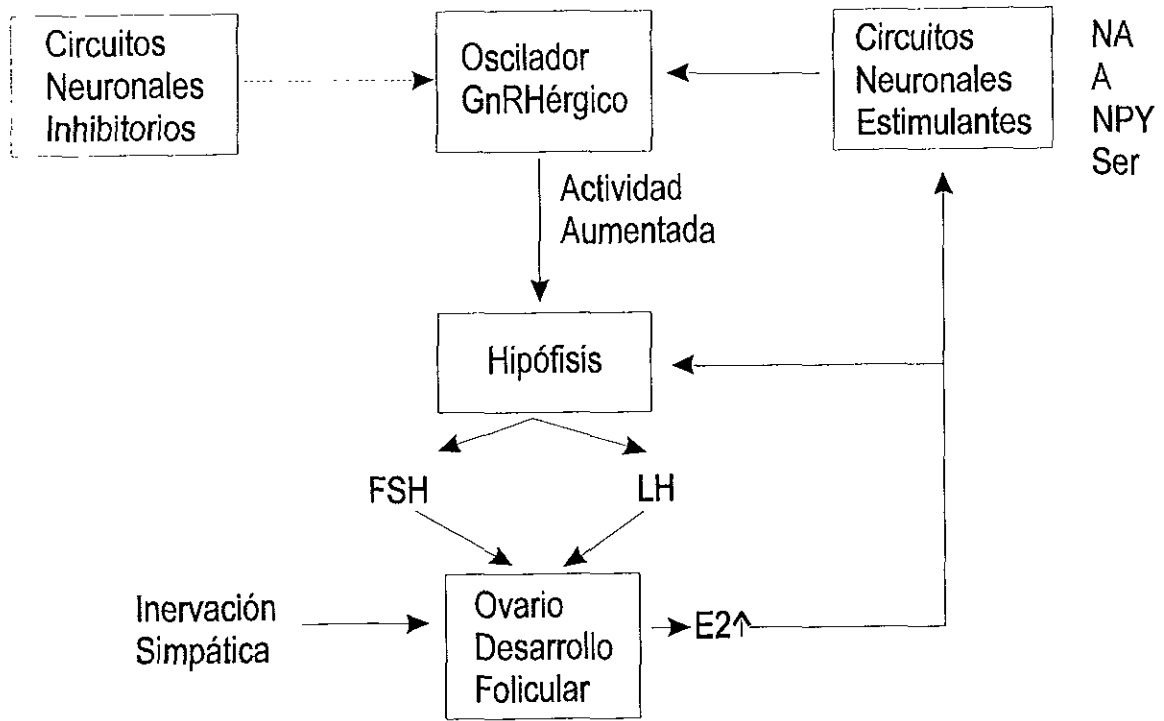 Circuitos
Neuronales
Inhibitorios
Oscilador
GnRHérgico
Circuitos
Neuronales
Estimulantes
NA
A
NPY
Ser
Actividad
Aumentada
Hipófisis
FSH
LH
Inervación
Simpática
Ovario
Desarrollo
Folicular
E2↑